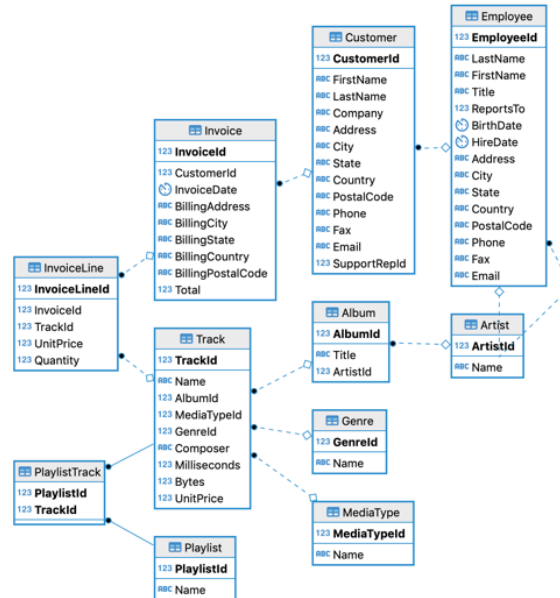 Employee
123 EmployeeId
ABC LastName
ABC FirstName
ABC Title
123 ReportsTo
BirthDate
HireDate
ABC Address
ABC City
ABC State
ABC Country
ABC PostalCode
ABC Phone
ABC Fax
ABC Email
Customer
123 CustomerId
ABC FirstName
ABC LastName
ABC Company
ABC Address
ABC City
ABC State
ABC Country
ABC PostalCode
ABC Phone
ABC Fax
ABC Email
123 SupportRepId
Invoice
123 InvoiceId
123 CustomerId
InvoiceDate
ABC BillingAddress
ABC BillingCity
ABC BillingState
ABC BillingCountry
ABC BillingPostalCode
123 Total
InvoiceLine
123 InvoiceLineId
123 InvoiceId
123 TrackId
123 UnitPrice
123 Quantity
Track
123 TrackId
ABC Name
123 AlbumId
123 MediaTypeId
123 GenreId
ABC Composer
123 Milliseconds
123 Bytes
123 UnitPrice
Album
123 AlbumId
ABC Title
123 ArtistId
Artist
123 ArtistId
ABC Name
Genre
123 GenreId
ABC Name
MediaType
123 MediaTypeId
ABC Name
PlaylistTrack
123 PlaylistId
123 TrackId
Playlist
123 PlaylistId
ABC Name